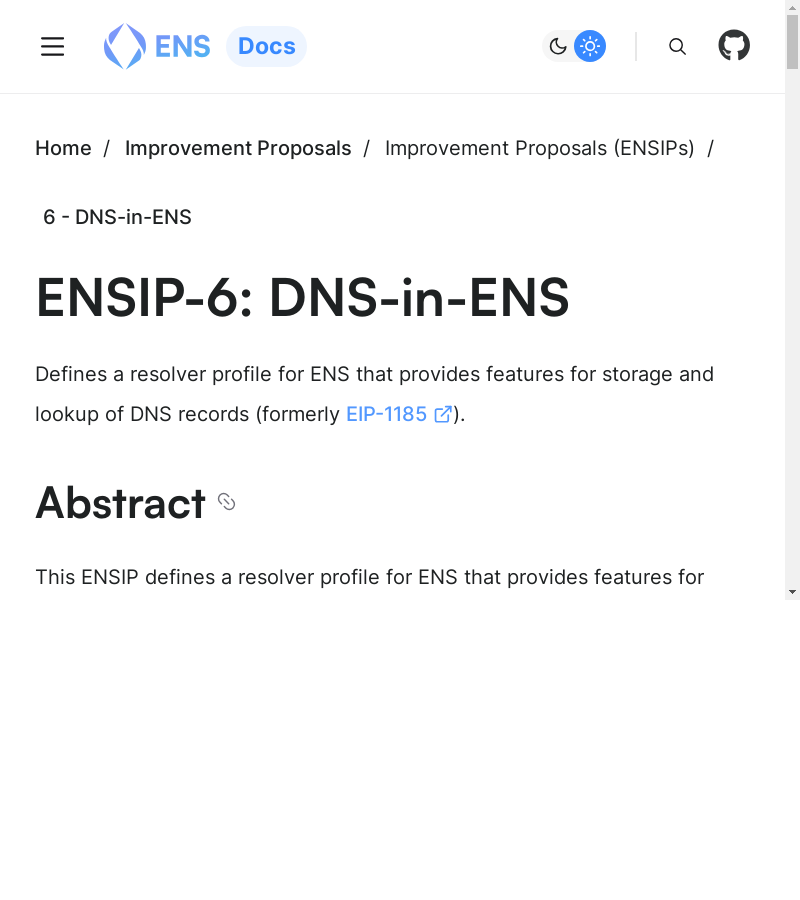 ENS Docs
Home / Improvement Proposals / Improvement Proposals (ENSIPs) /
6 - DNS-in-ENS
ENSIP-6: DNS-in-ENS
Defines a resolver profile for ENS that provides features for storage and
lookup of DNS records (formerly EIP-1185).
Abstract
This ENSIP defines a resolver profile for ENS that provides features for